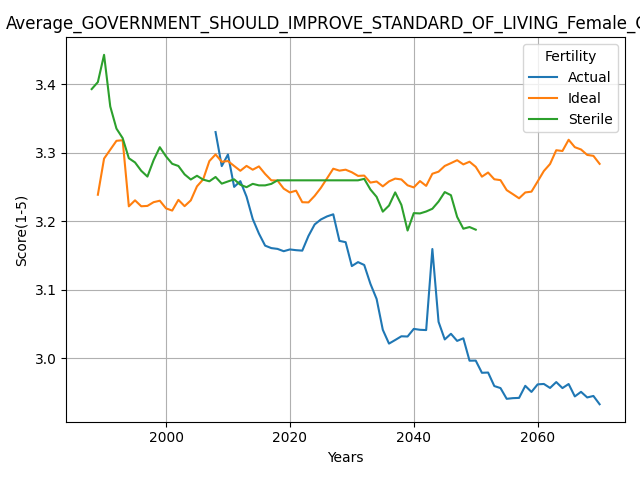 Average_GOVERNMENT_SHOULD_IMPROVE_STANDARD_OF_LIVING_Female_
Fertility
Actual
Ideal
Sterile
Score(1-5)
3.4
3.3
3.2
3.1
3.0
2000
2020
2040
2060
Years